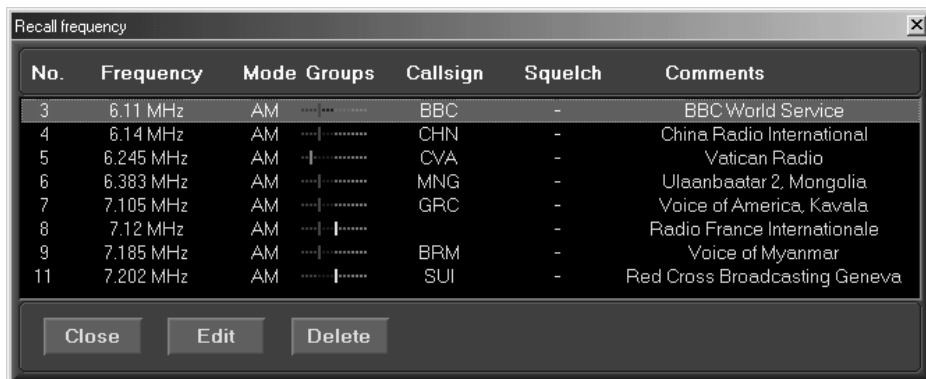 Recall frequency
No. Frequency Mode Groups Callsign Squelch Comments
3 6.11 MHz AM BBC - BBC World Service
4 6.14 MHz AM CHN - China Radio International
5 6.245 MHz AM CVA - Vatican Radio
6 6.383 MHz AM MNG - Ulaanbaatar 2, Mongolia
7 7.105 MHz AM GRC - Voice of America, Kavala
8 7.12 MHz AM - Radio France Internationale
9 7.185 MHz AM BRM - Voice of Myanmar
11 7.202 MHz AM SUI - Red Cross Broadcasting Geneva
Close Edit Delete